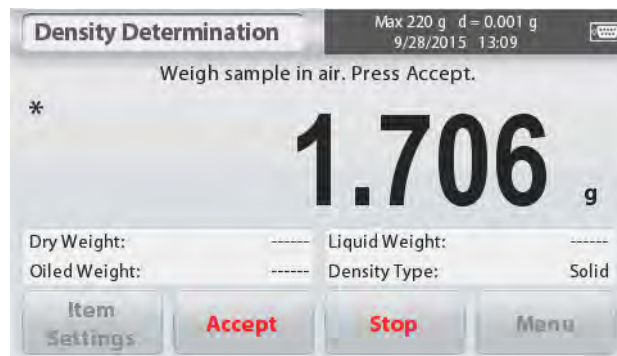 Density Determination
Max 220 g d = 0.001 g
9/28/2015 13:09
Weigh sample in air. Press Accept.
*
1.706 g
Dry Weight: ------ Liquid Weight: ------
Oiled Weight: ------ Density Type: Solid
Item
Settings
Accept
Stop
Menu